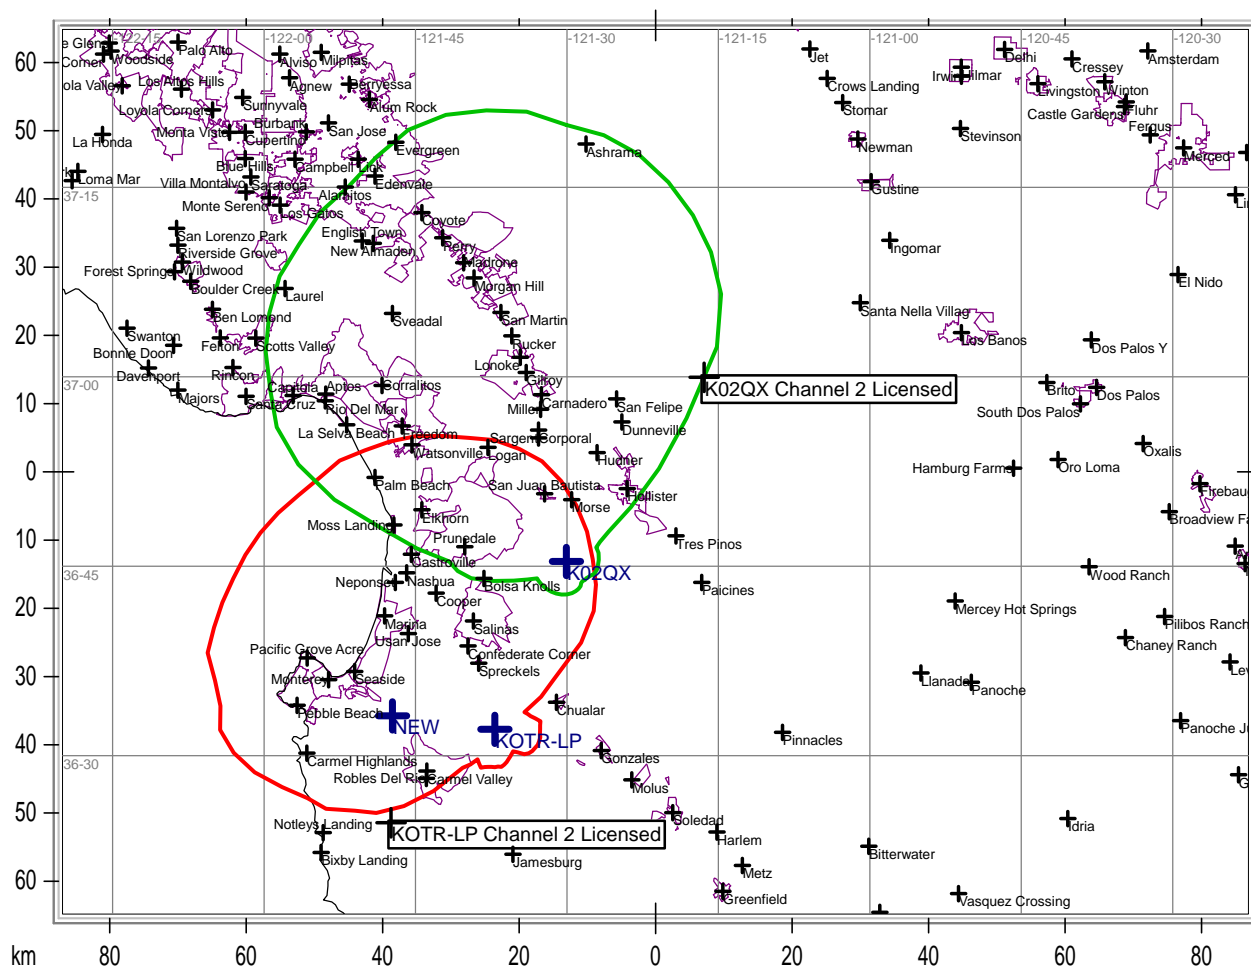 -122-15
-122-00
-121-45
-121-30
-121-15
-121-00
-120-45
-120-30
60
Woodside
Palo Alto
Alviso
Milpitas
Jet
Delhi
Cressey
Amsterdam
Corner
Los Altos Hills
Agnew
Berryessa
Crows Landing
Irwin
Hilmar
Livingston
Winton
Loyola Corners
Sunnyvale
Alum Rock
Stomar
Castle Gardens
Fluhr
50
La Honda
Monta Vista
Burbank
Cupertino
San Jose
Evergreen
Ashrama
Newman
Stevinson
Fergus
Merced
Loma Mar
Blue Hills
Campbell
Lick
Villa Montalvo
Saratoga
Edenvale
Gustine
40
37-15
Monte Sereno
Los Gatos
Alamitos
San Lorenzo Park
English Town
Coyote
Riverside Grove
New Almaden
Perry
Ingomar
30
Forest Springs
Wildwood
Madrone
Boulder Creek
Laurel
Morgan Hill
El Nido
Ben Lomond
Sveadal
San Martin
Santa Nella Villag
20
Swanton
Felton
Scotts Valley
Rucker
Los Banos
Dos Palos Y
Bonnie Doon
Lonoke
Davenport
Rincon
Gilroy
37-00
K02QX Channel 2 Licensed
10
Majors
Santa Cruz
Capitola
Aptos
Corralitos
Carnadero
San Felipe
Brito
Dos Palos
Rio Del Mar
Miller
South Dos Palos
La Selva Beach
Freedom
Sargent
Corporal
Dunneville
Watsonville
Logan
Hudner
Oxalis
0
Hamburg Farms
Oro Loma
Palm Beach
San Juan Bautista
Hollister
Firebaug
Morse
Elkhorn
Broadview Fa
Moss Landing
10
Prunedale
Tres Pinos
Castroville
K02QX
36-45
Neponset
Nashua
Bolsa Knolls
Paicines
Wood Ranch
Cooper
20
Marina
Salinas
Mercey Hot Springs
Pilibos Ranch
Usan Jose
Pacific Grove Acre
Confederate Corner
Chaney Ranch
Spreckels
30
Monterey
Seaside
Llanada
Panoche
Pebble Beach
NEW
Chualar
Panoche Ju
40
KOTR-LP
Pinnacles
36-30
Carmel Highlands
Gonzales
Robles Del Rio
Carmel Valley
Molus
50
Notleys Landing
KOTR-LP Channel 2 Licensed
Soledad
Harlem
Idria
Bixby Landing
Jamesburg
Bitterwater
Metz
60
Greenfield
Vasquez Crossing
km
80
60
40
20
0
20
40
60
80